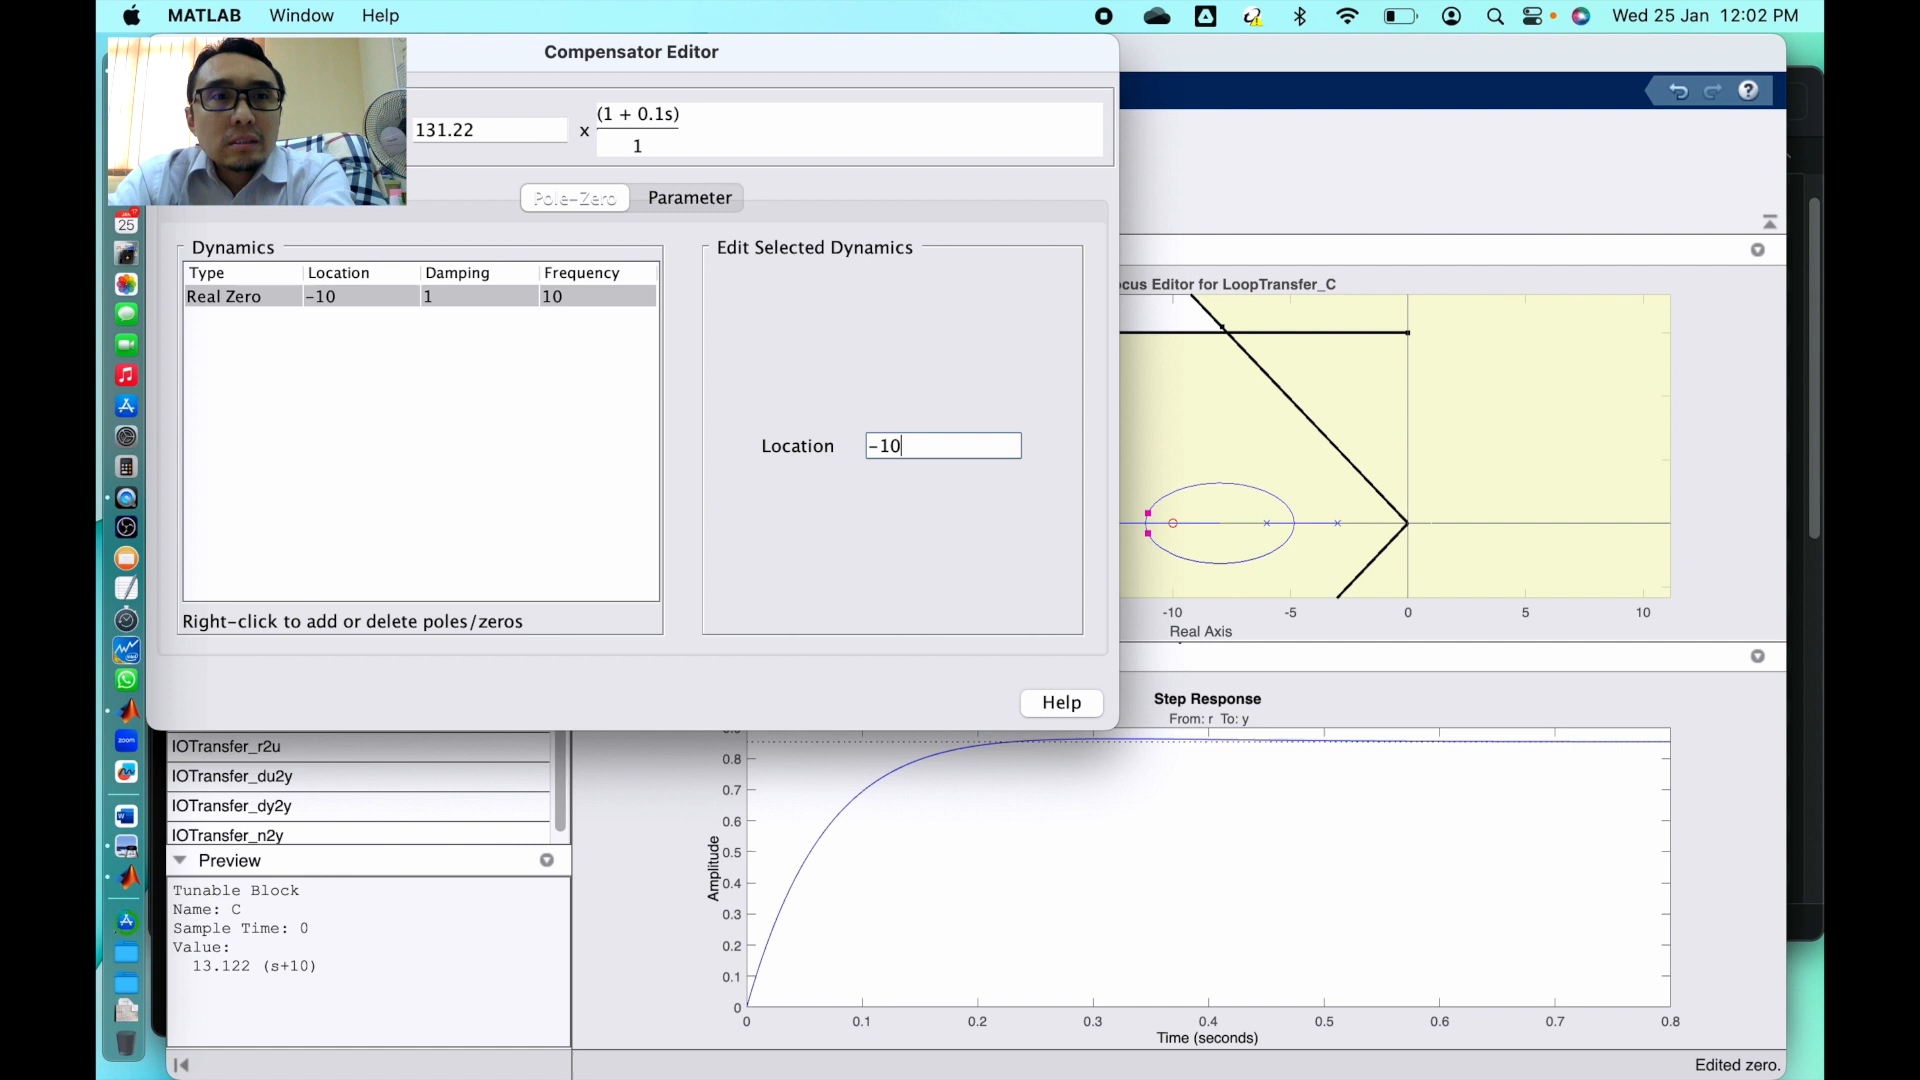 MATLAB Window Help
Wed 25 Jan 12:02 PM
Compensator Editor
131.22
x
(1 + 0.1s)
1
Pole-Zero
Parameter
25
Dynamics
Type Location Damping Frequency
Real Zero -10 1 10
Right-click to add or delete poles/zeros
Edit Selected Dynamics
Location
-10
Help
cus Editor for LoopTransfer_C
-10 -5 0 5 10
Real Axis
Step Response
From: r To: y
0.8
0.7
0.6
0.5
0.4
0.3
0.2
0.1
0
Amplitude
0 0.1 0.2 0.3 0.4 0.5 0.6 0.7 0.8
Time (seconds)
zoom
IOTransfer_r2u
IOTransfer_du2y
IOTransfer_dy2y
IOTransfer_n2y
Preview
Tunable Block
Name: C
Sample Time: 0
Value:
13.122 (s+10)
Edited zero.